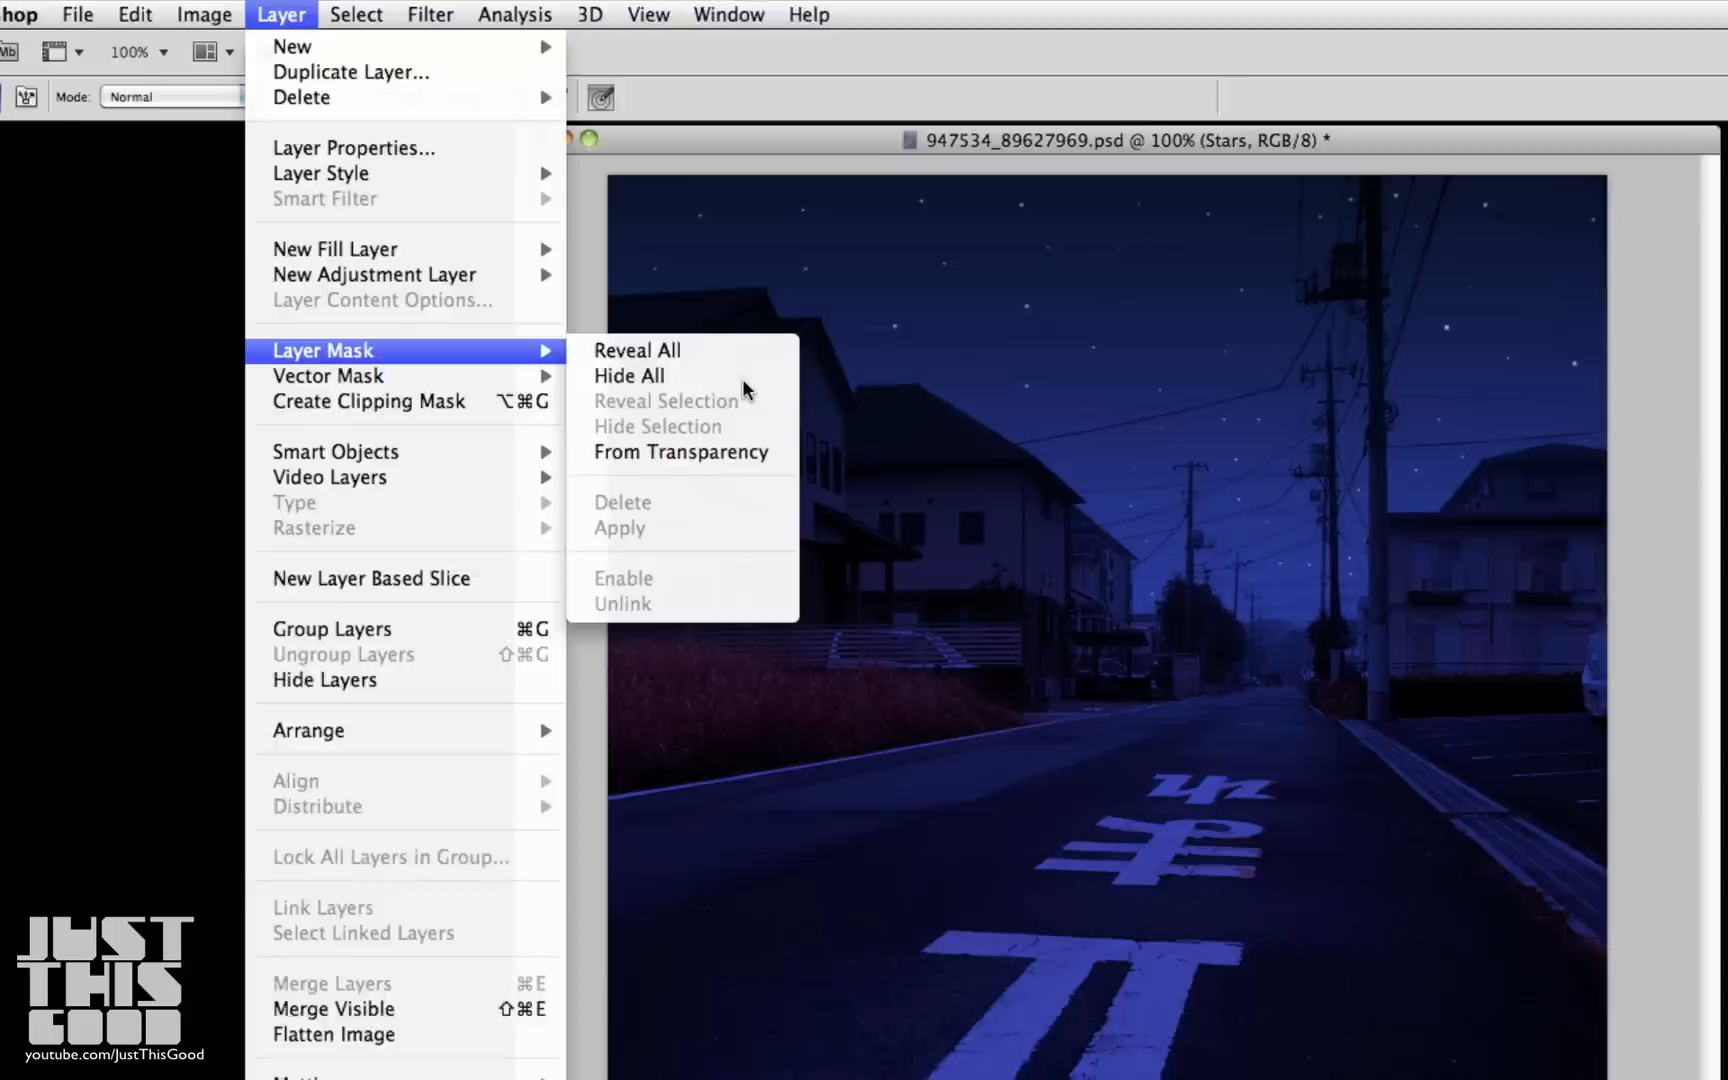 hop File Edit Image Layer Select Filter Analysis 3D View Window Help
Mb 100%
Mode: Normal
947534_89627969.psd @ 100% (Stars, RGB/8) *
New
Duplicate Layer...
Delete
Layer Properties...
Layer Style
Smart Filter
New Fill Layer
New Adjustment Layer
Layer Content Options...
Layer Mask
Vector Mask
Create Clipping Mask ⌥⌘G
Smart Objects
Video Layers
Type
Rasterize
New Layer Based Slice
Group Layers ⌘G
Ungroup Layers ⇧⌘G
Hide Layers
Arrange
Align
Distribute
Lock All Layers in Group...
Link Layers
Select Linked Layers
Merge Layers ⌘E
Merge Visible ⇧⌘E
Flatten Image
Reveal All
Hide All
Reveal Selection
Hide Selection
From Transparency
Delete
Apply
Enable
Unlink
JUST
THIS
GOOD
youtube.com/JustThisGood